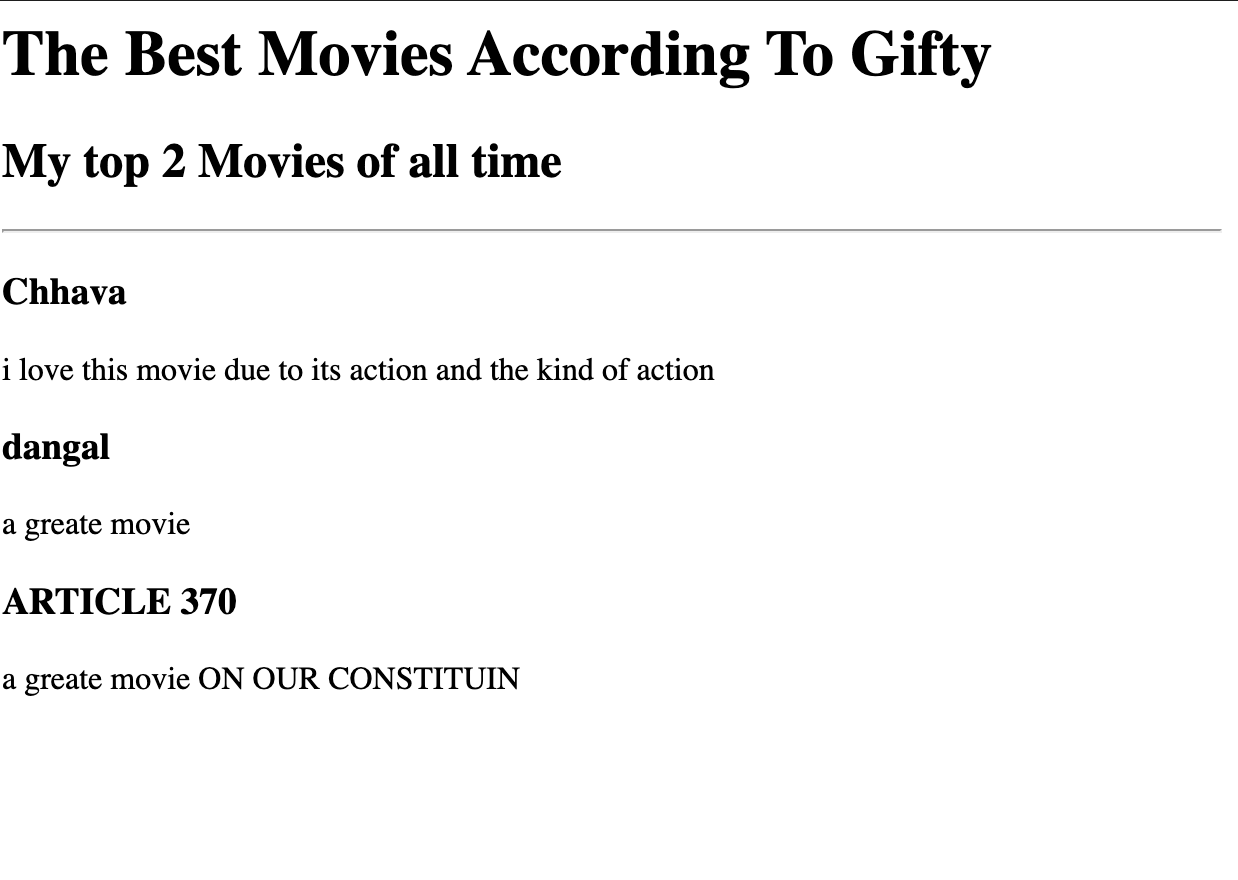 The Best Movies According To Gifty
My top 2 Movies of all time
Chhava
i love this movie due to its action and the kind of action
dangal
a greate movie
ARTICLE 370
a greate movie ON OUR CONSTITUIN